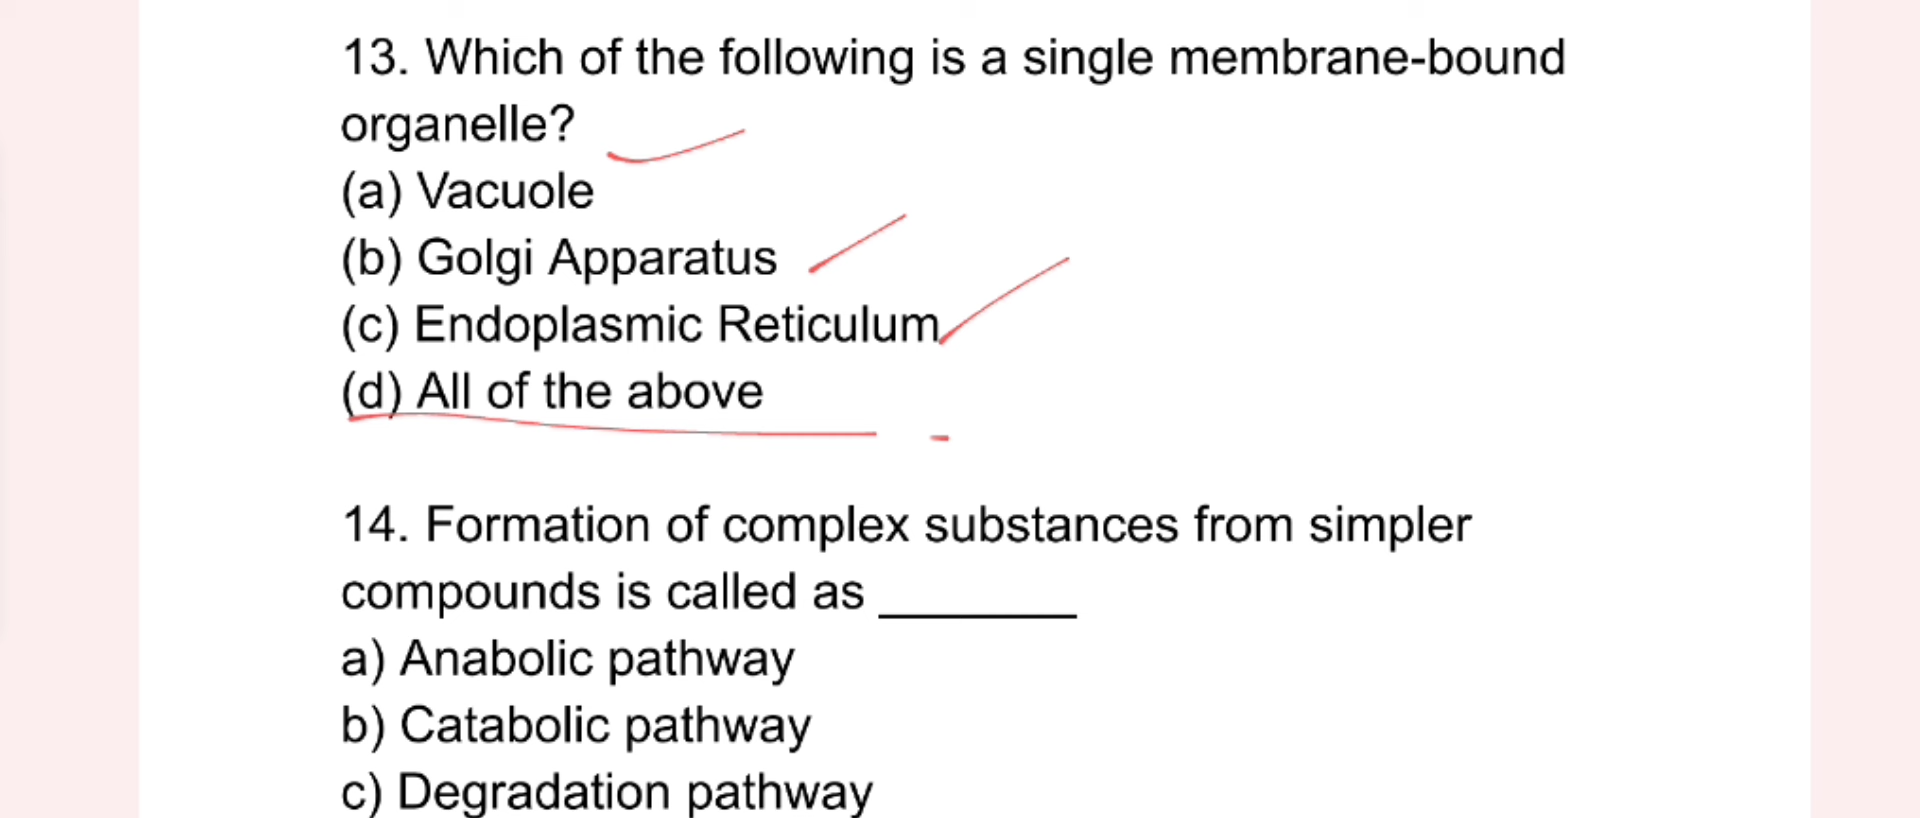 13. Which of the following is a single membrane-bound
organelle?
(a) Vacuole
(b) Golgi Apparatus
(c) Endoplasmic Reticulum
(d) All of the above
14. Formation of complex substances from simpler
compounds is called as _______
a) Anabolic pathway
b) Catabolic pathway
c) Degradation pathway